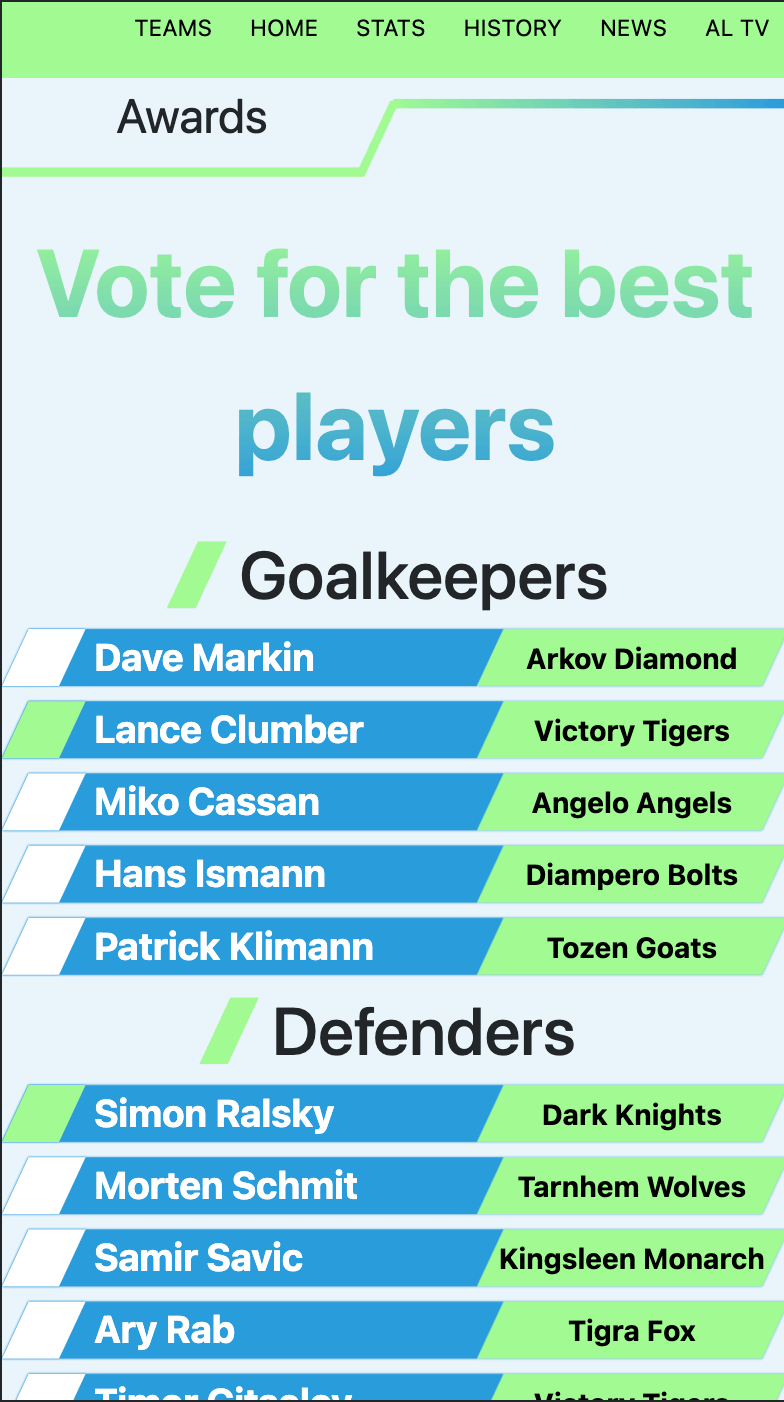 TEAMS HOME STATS HISTORY NEWS AL TV
Awards
Vote for the best
players
Goalkeepers
Dave Markin Arkov Diamond
Lance Clumber Victory Tigers
Miko Cassan Angelo Angels
Hans Ismann Diampero Bolts
Patrick Klimann Tozen Goats
Defenders
Simon Ralsky Dark Knights
Morten Schmit Tarnhem Wolves
Samir Savic Kingsleen Monarch
Ary Rab Tigra Fox
Victory Tigers